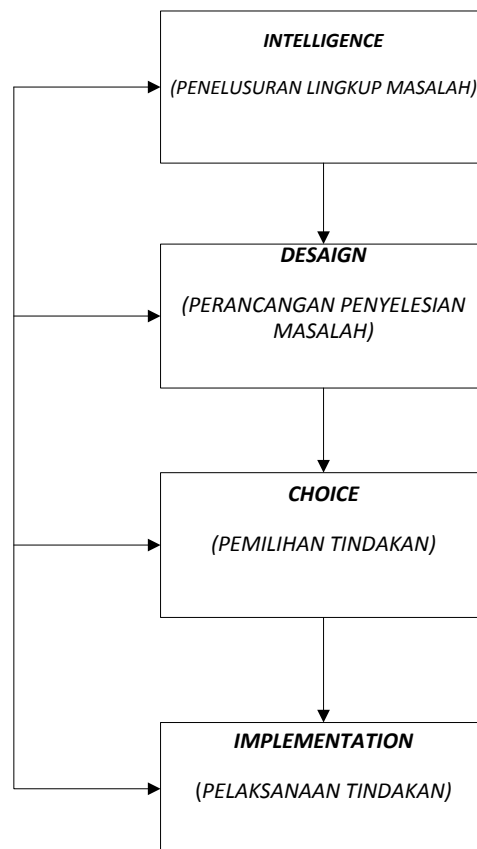 INTELLIGENCE
(PENELUSURAN LINGKUP MASALAH)
DESAIGN
(PERANCANGAN PENYELESIAN
MASALAH)
CHOICE
(PEMILIHAN TINDAKAN)
IMPLEMENTATION
(PELAKSANAAN TINDAKAN)